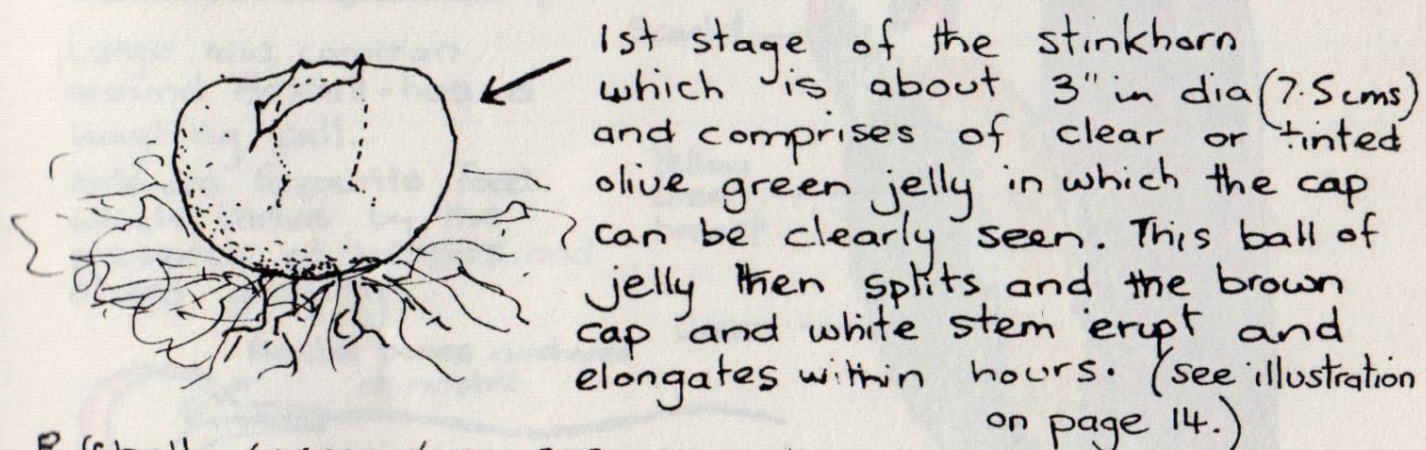 1st stage of the stinkhorn
which is about 3" in dia (7.5cms)
and comprises of clear or tinted
olive green jelly in which the cap
can be clearly seen. This ball of
jelly then splits and the brown
cap and white stem erupt and
elongates within hours. (see illustration
on page 14.)